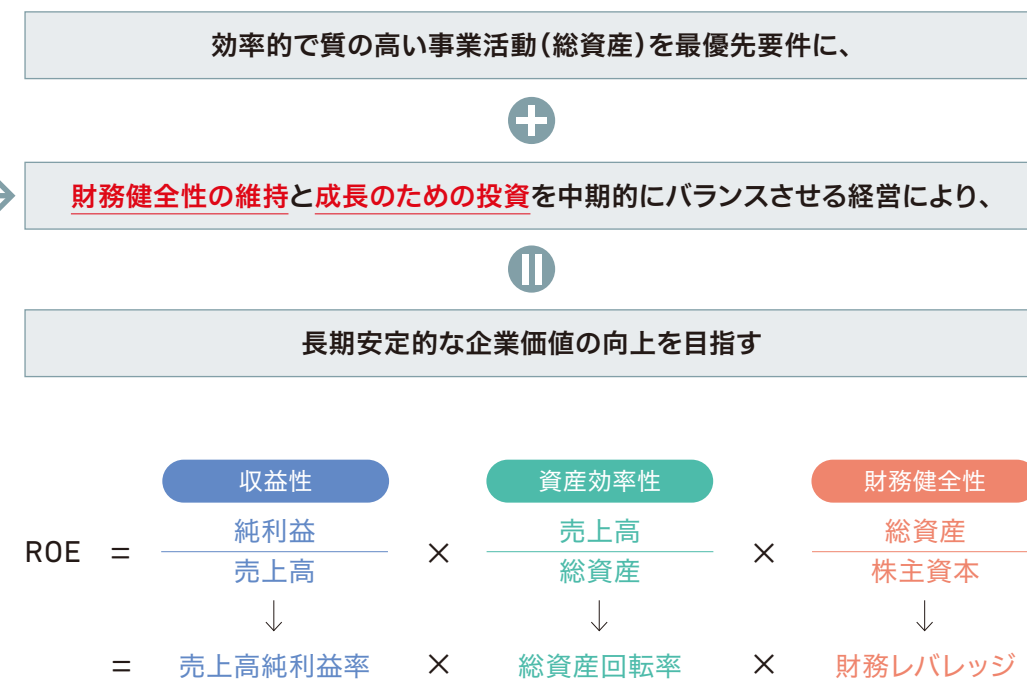 効率的で質の高い事業活動（総資産）を最優先要件に、
+
財務健全性の維持と成長のための投資を中期的にバランスさせる経営により、
=
長期安定的な企業価値の向上を目指す
収益性 資産効率性 財務健全性
純利益 売上高 総資産
ROE = × ×
売上高 総資産 株主資本
↓ ↓ ↓
= 売上高純利益率 × 総資産回転率 × 財務レバレッジ